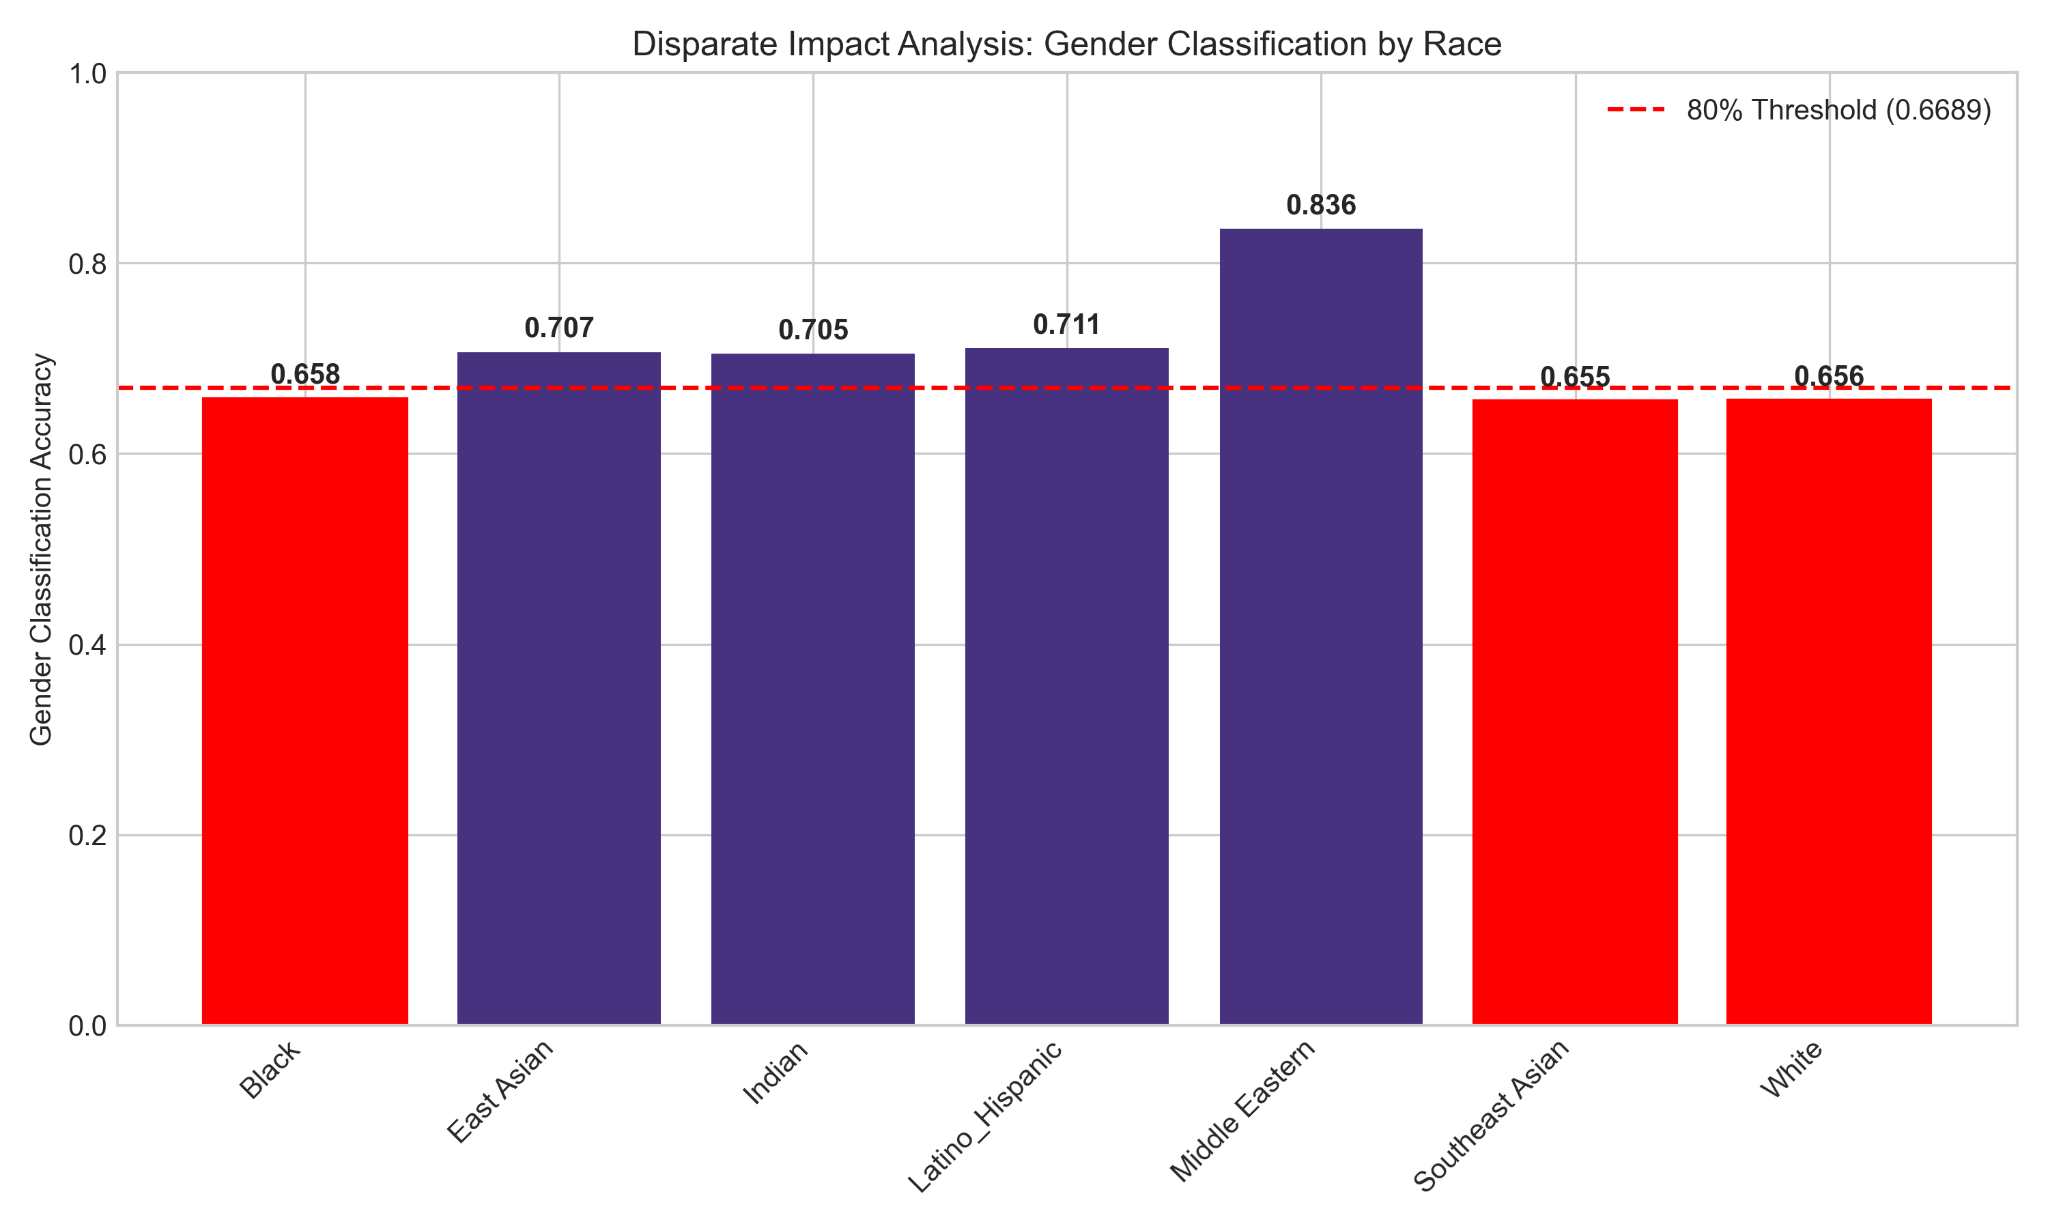 Disparate Impact Analysis: Gender Classification by Race
1.0
80% Threshold (0.6689)
0.836
0.8
0.707
0.705
0.711
0.658
0.655
0.656
0.6
0.4
0.2
0.0
Gender Classification Accuracy
Black
East Asian
Indian
Latino_Hispanic
Middle Eastern
Southeast Asian
White